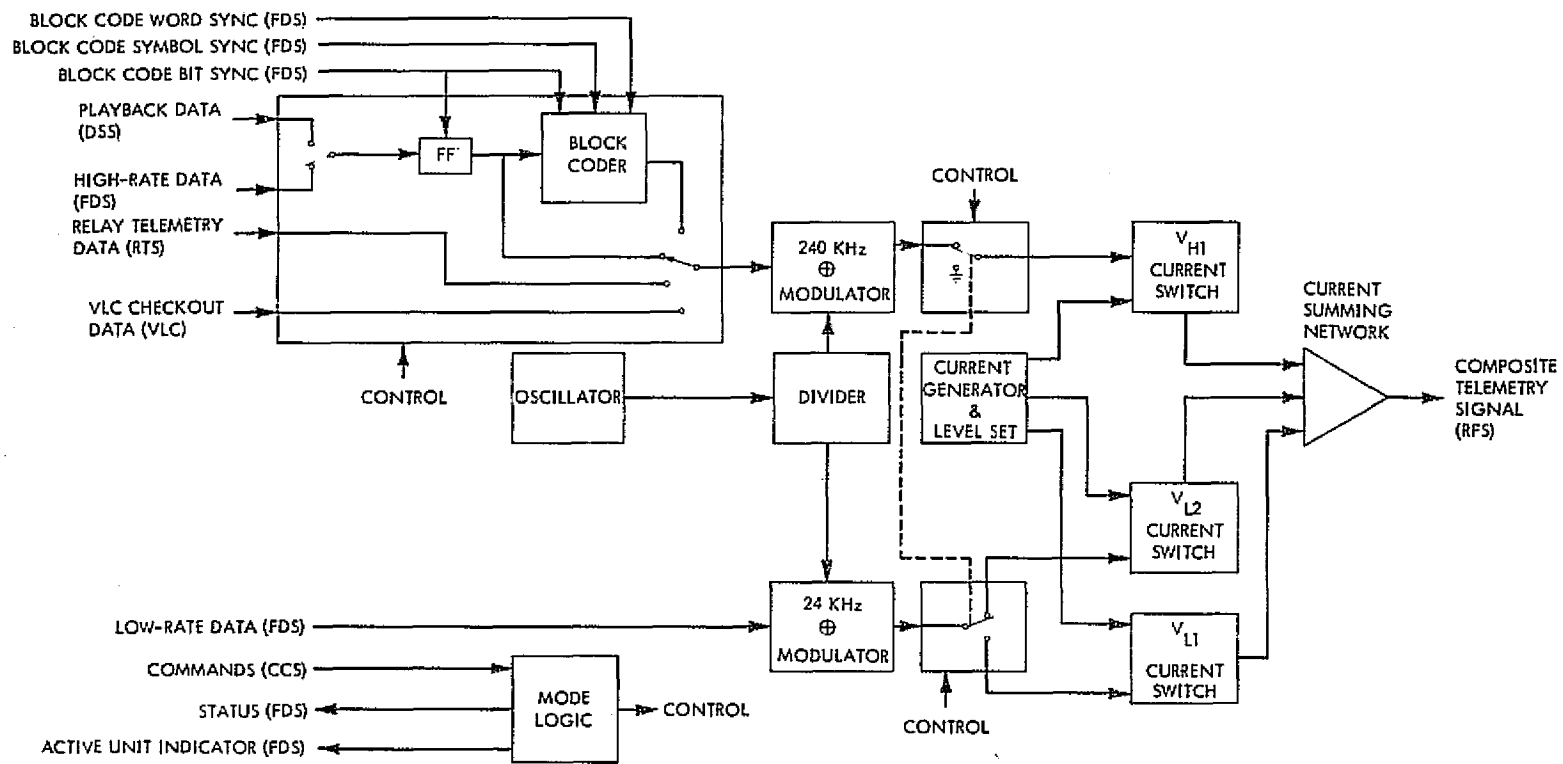 BLOCK CODE WORD SYNC (FDS)
BLOCK CODE SYMBOL SYNC (FDS)
BLOCK CODE BIT SYNC (FDS)
PLAYBACK DATA
(DSS)
HIGH-RATE DATA
(FDS)
RELAY TELEMETRY
DATA (RTS)
VLC CHECKOUT
DATA (VLC)
FF
BLOCK
CODER
CONTROL
240 KHz
⊕
MODULATOR
CONTROL
V H1
CURRENT
SWITCH
CURRENT
SUMMING
NETWORK
OSCILLATOR
DIVIDER
CURRENT
GENERATOR
&
LEVEL SET
COMPOSITE
TELEMETRY
SIGNAL
(RFS)
V L2
CURRENT
SWITCH
LOW-RATE DATA (FDS)
24 KHz
⊕
MODULATOR
CONTROL
V L1
CURRENT
SWITCH
COMMANDS (CCS)
STATUS (FDS)
ACTIVE UNIT INDICATOR (FDS)
MODE
LOGIC
CONTROL